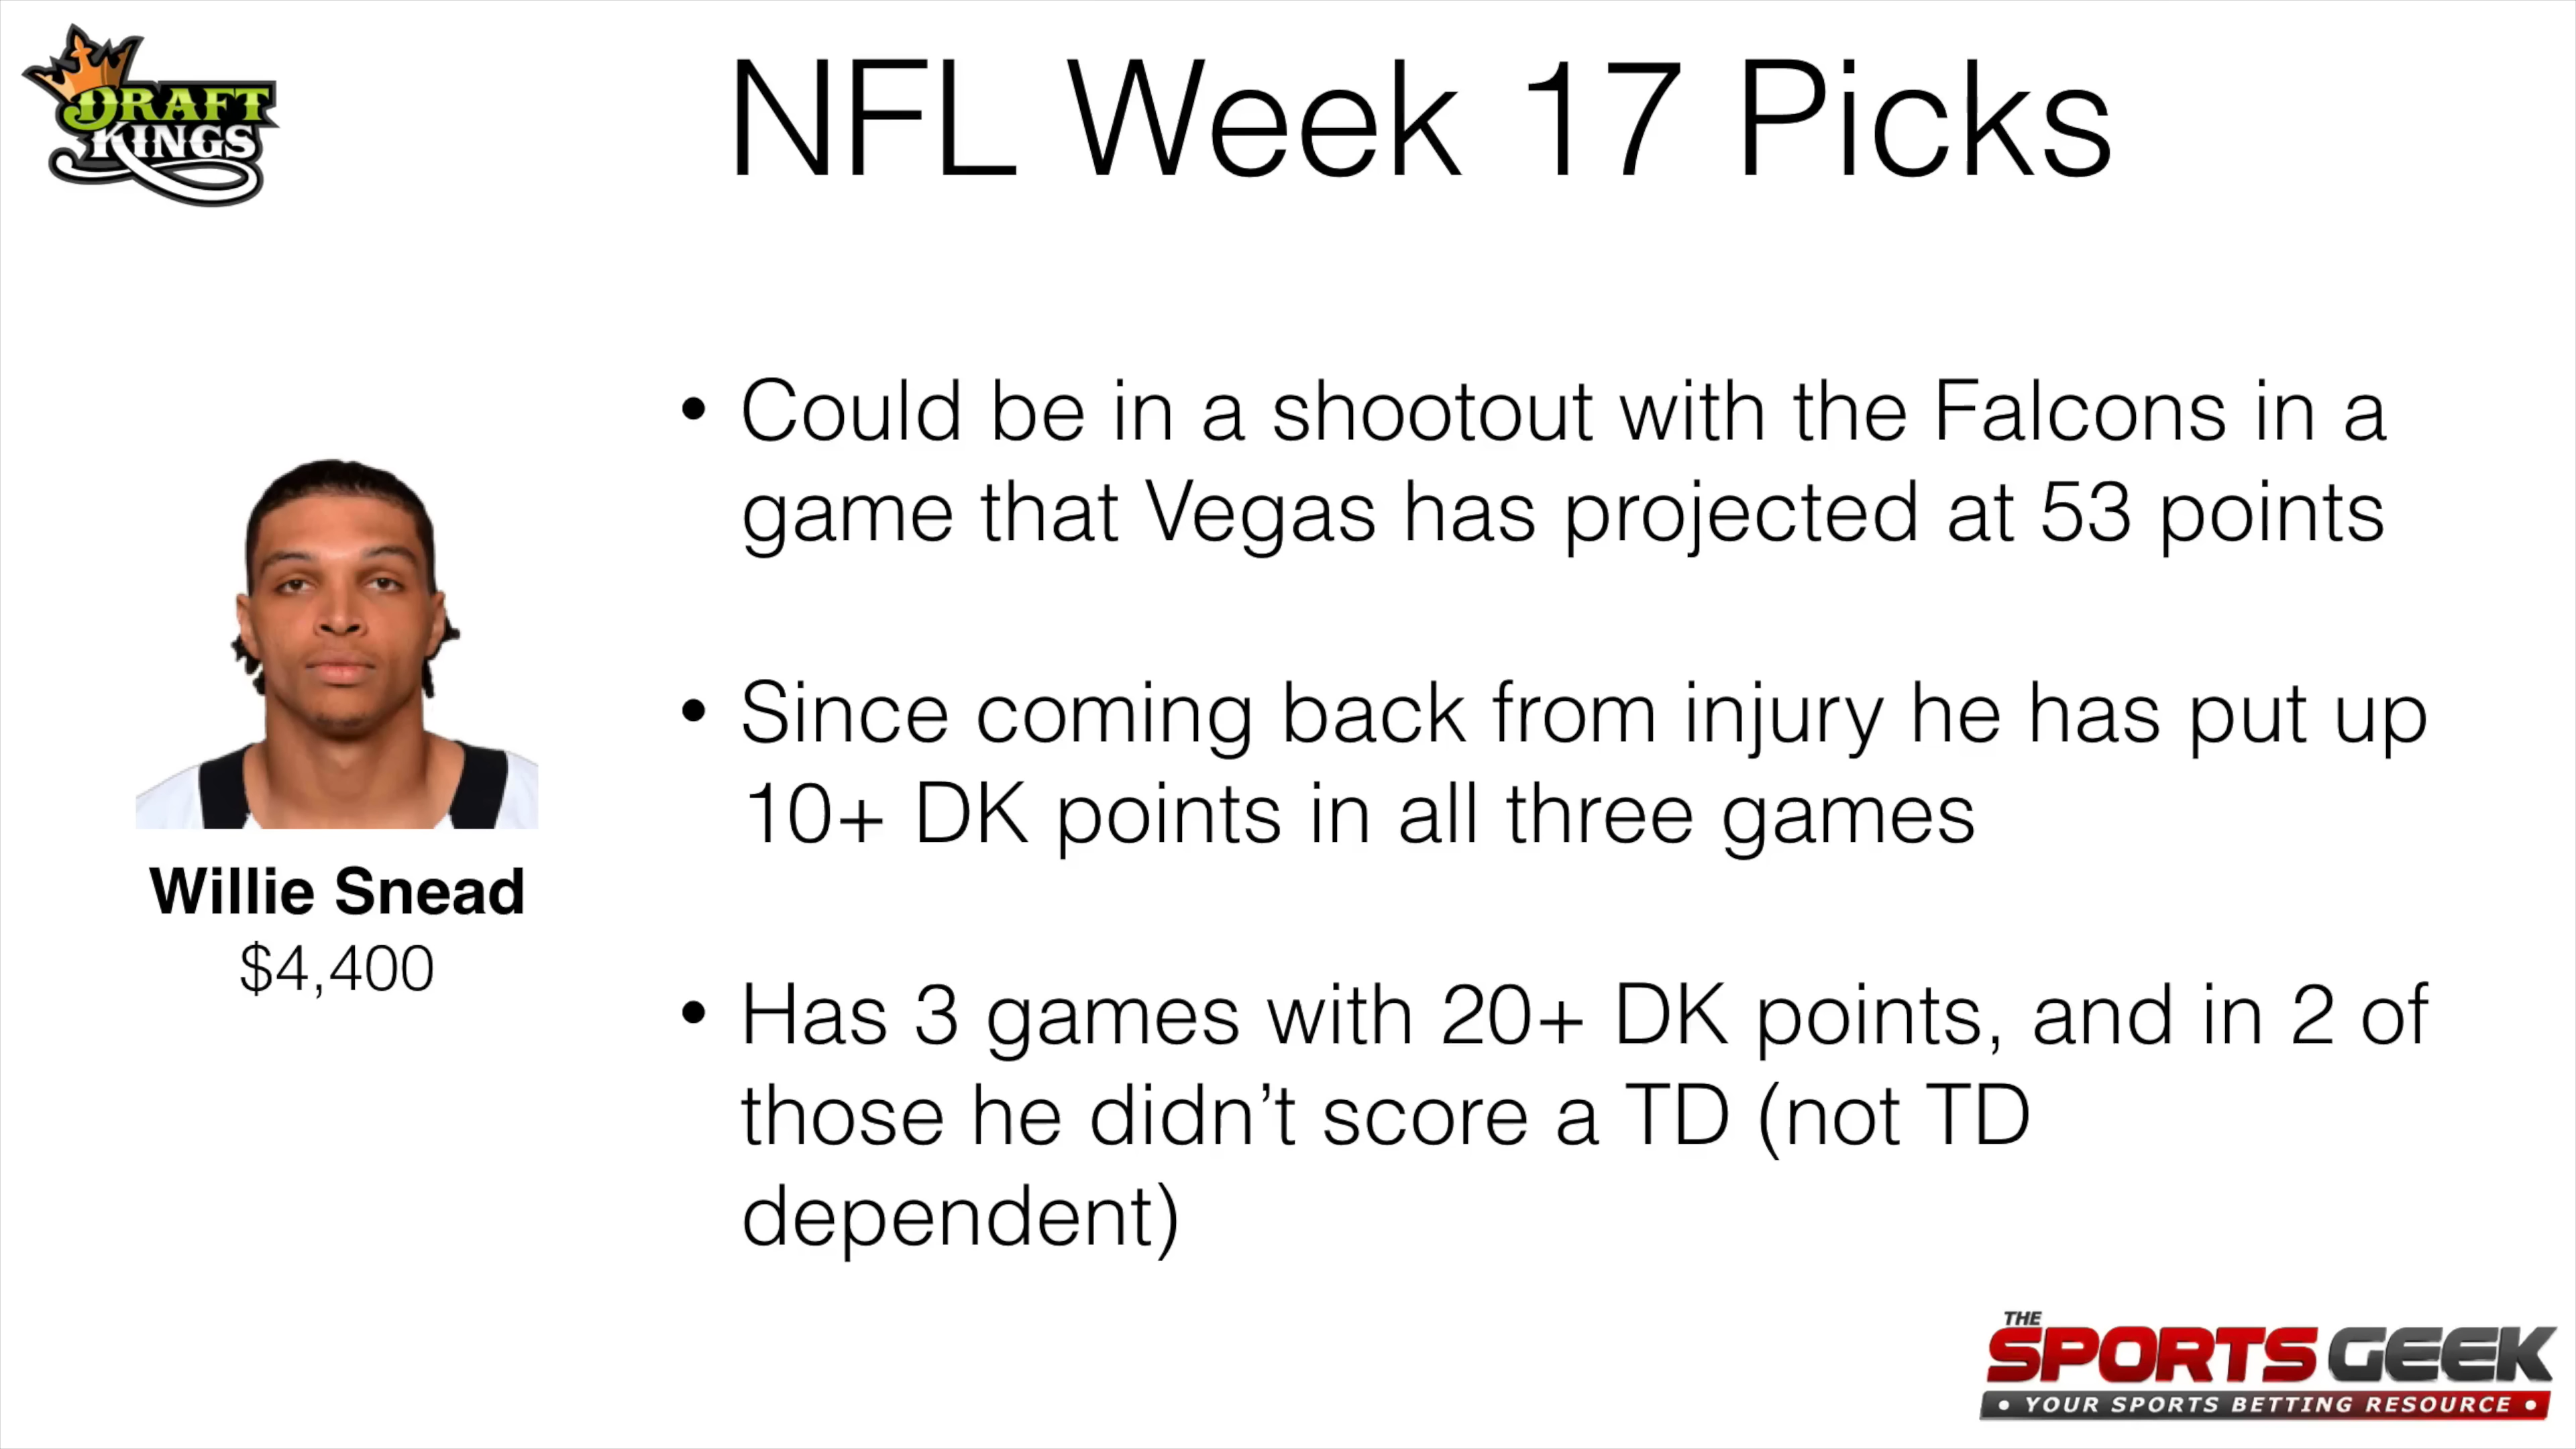 DRAFT
KINGS
NFL Week 17 Picks
• Could be in a shootout with the Falcons in a
game that Vegas has projected at 53 points
• Since coming back from injury he has put up
10+ DK points in all three games
• Has 3 games with 20+ DK points, and in 2 of
those he didn’t score a TD (not TD
dependent)
Willie Snead
$4,400
THE
SPORTS GEEK
• YOUR SPORTS BETTING RESOURCE •